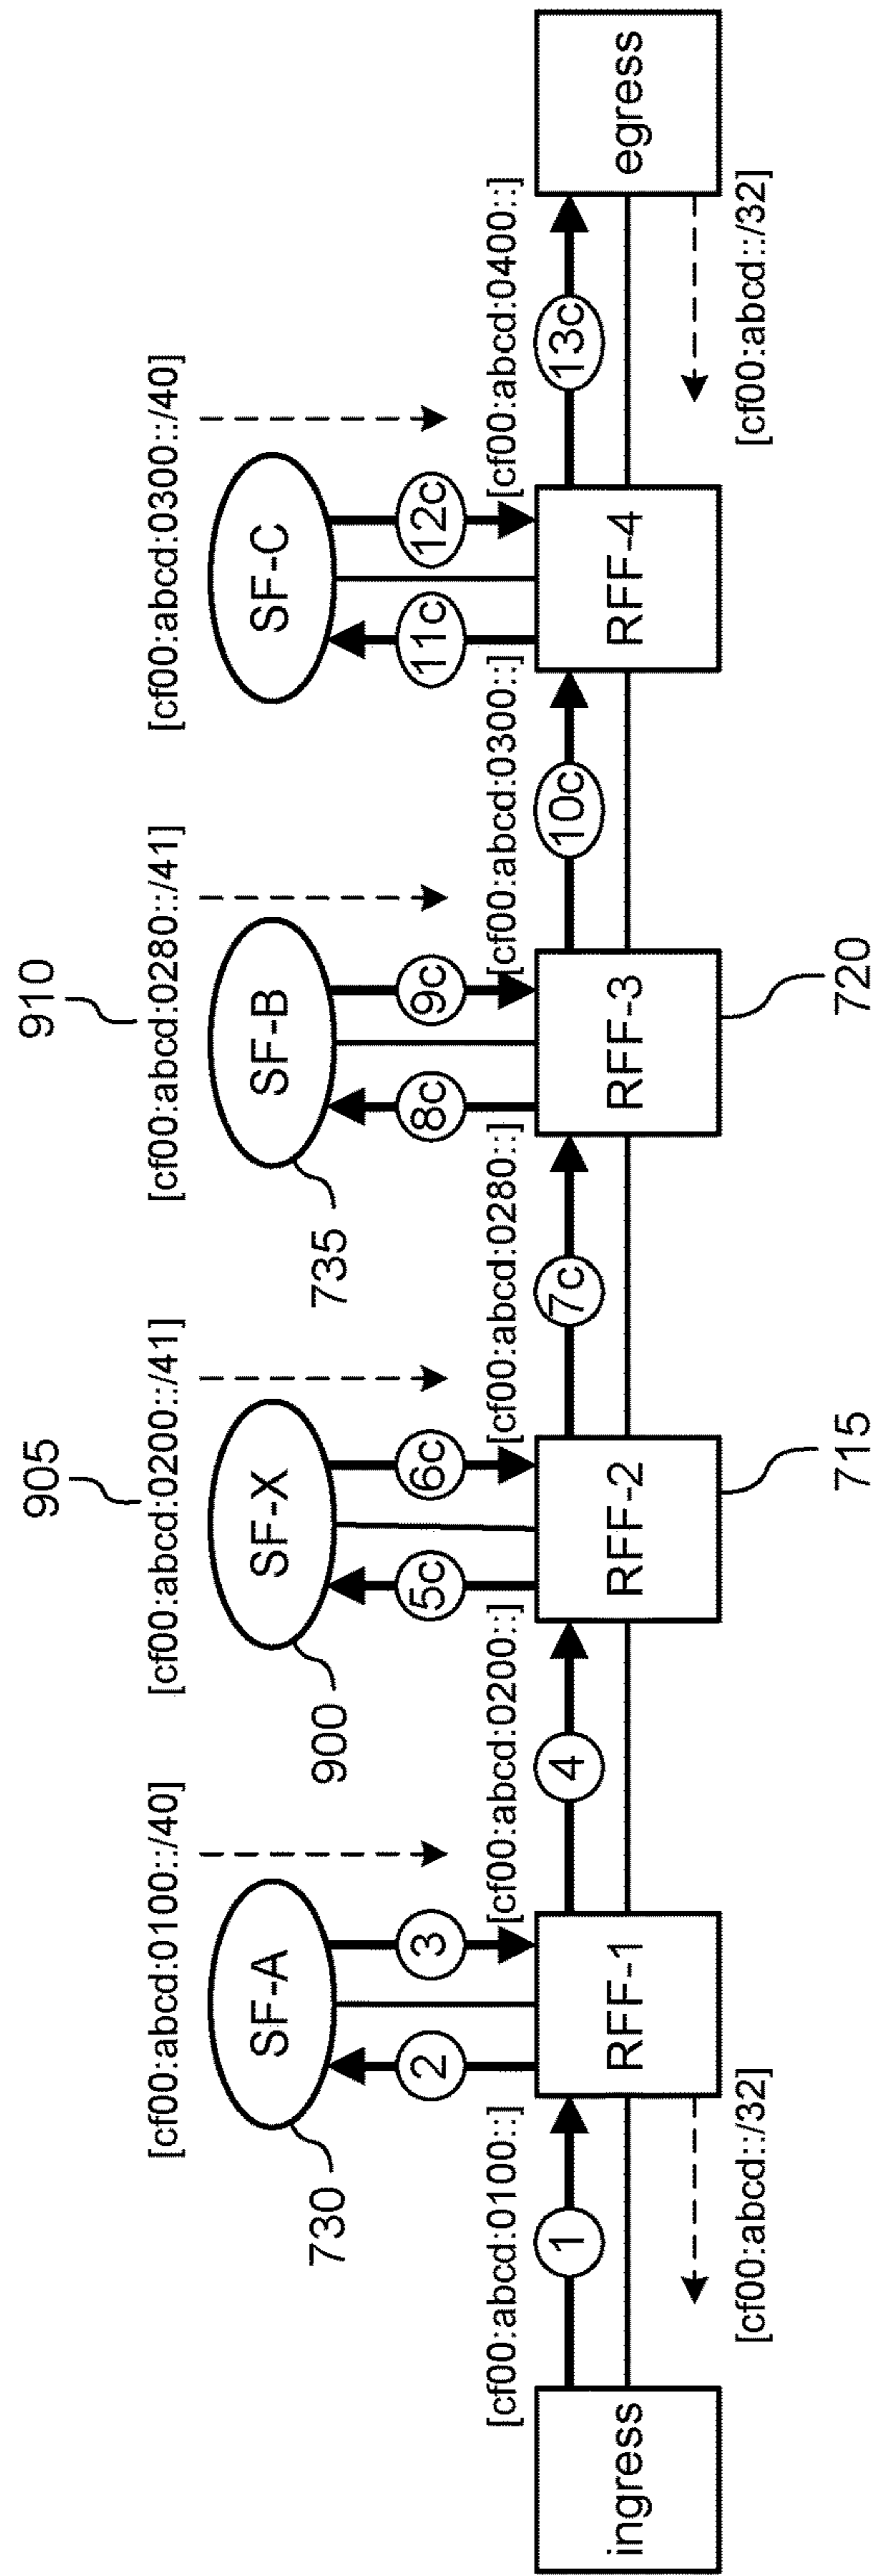 910
905
[cf00:abcd:0100::/40]
[cf00:abcd:0200::/41]
[cf00:abcd:0280::/41]
[cf00:abcd:0300::/40]
SF-A
SF-X
SF-B
SF-C
730
900
735
2
3
5c
6c
8c
9c
11c
12c
[cf00:abcd:0100::]
[cf00:abcd:0200::]
[cf00:abcd:0280::]
[cf00:abcd:0300::]
[cf00:abcd:0400::]
1
4
7c
10c
13c
ingress
RFF-1
RFF-2
RFF-3
RFF-4
egress
[cf00:abcd::/32]
[cf00:abcd::/32]
715
720